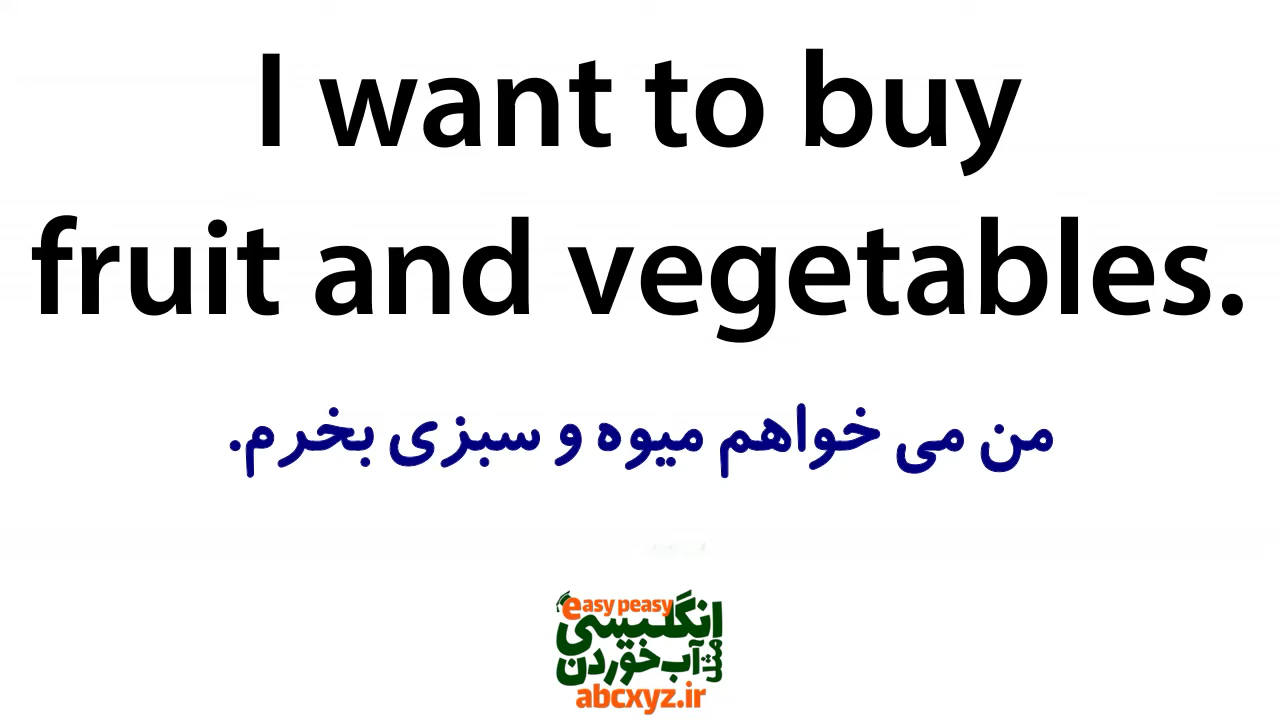 I want to buy
fruit and vegetables.
من می خواهم میوه و سبزی بخرم.
easy peasy
انگلیسی
مثل آب خوردن
abcxyz.ir